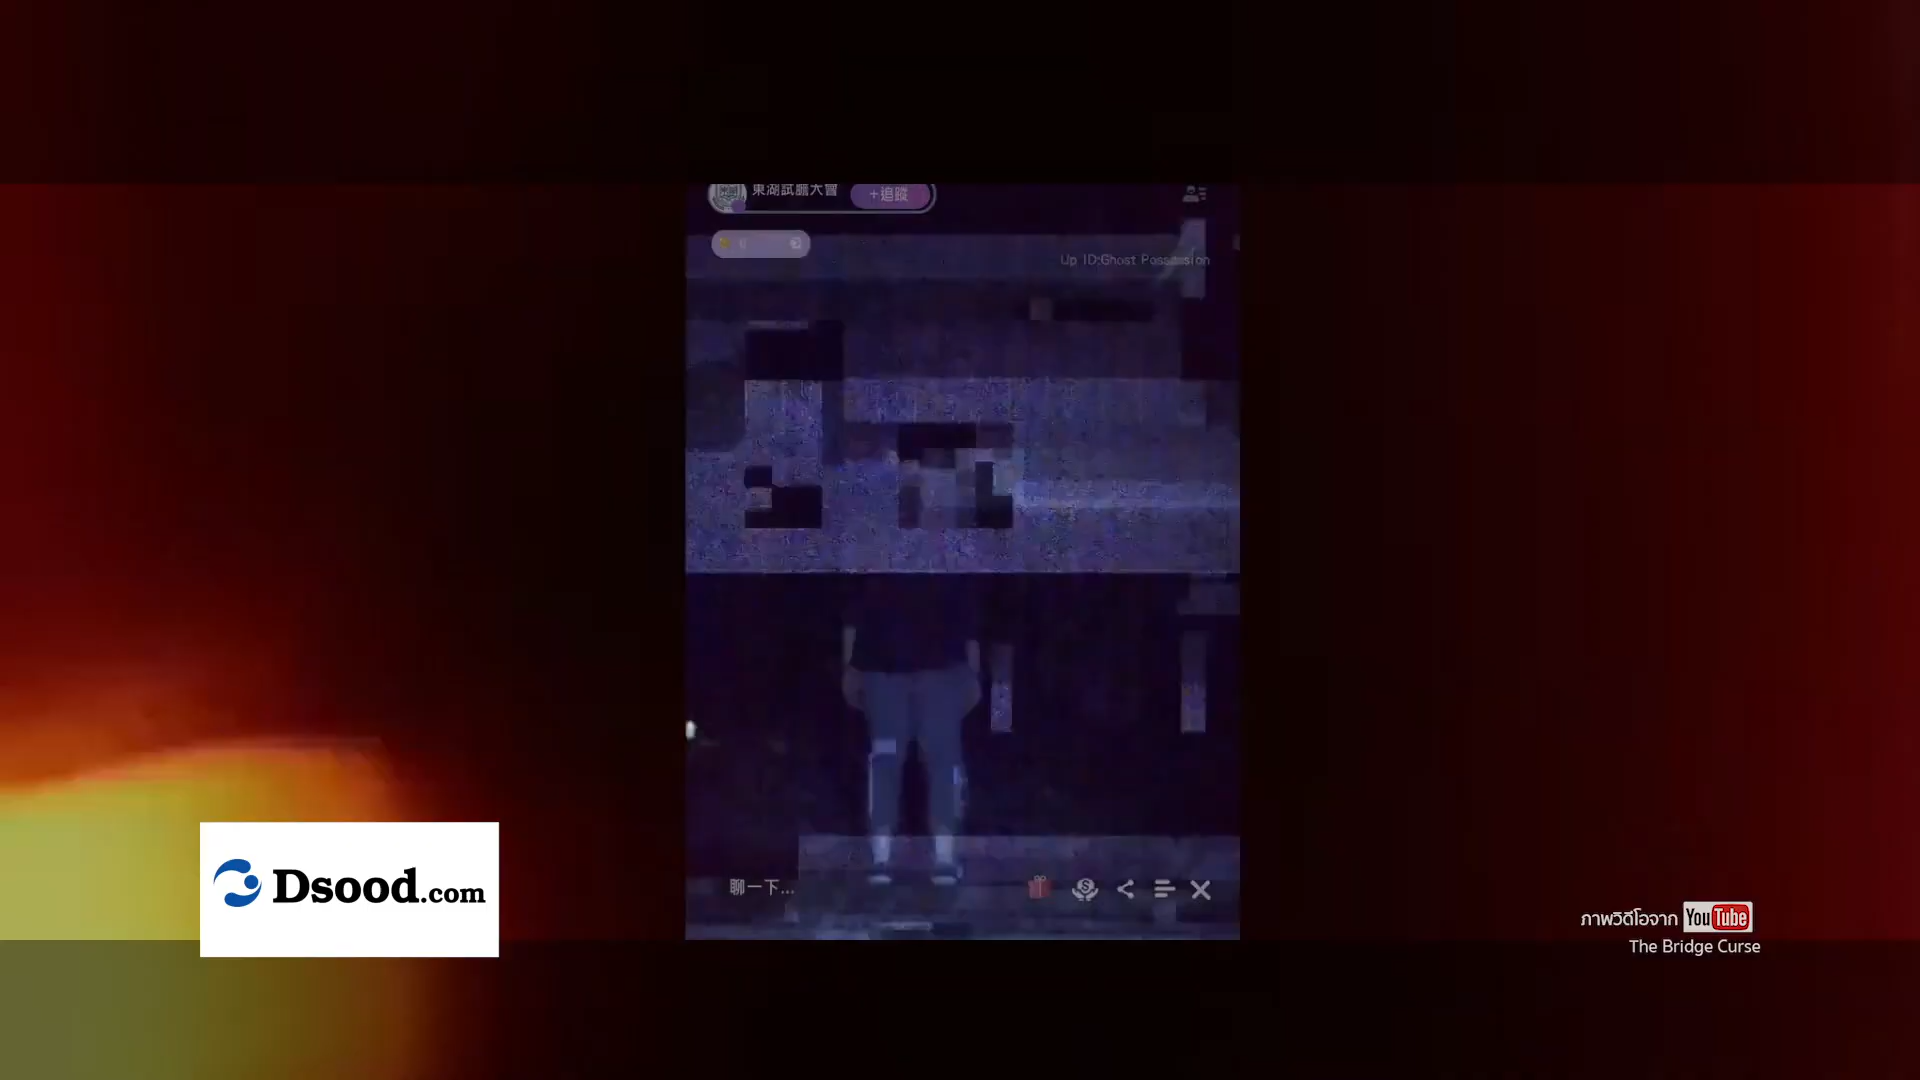 東湖試膽大會
+追蹤
Up ID:Ghost Possession
聊一下...
Dsood.com
ภาพวิดีโอจาก YouTube
The Bridge Curse